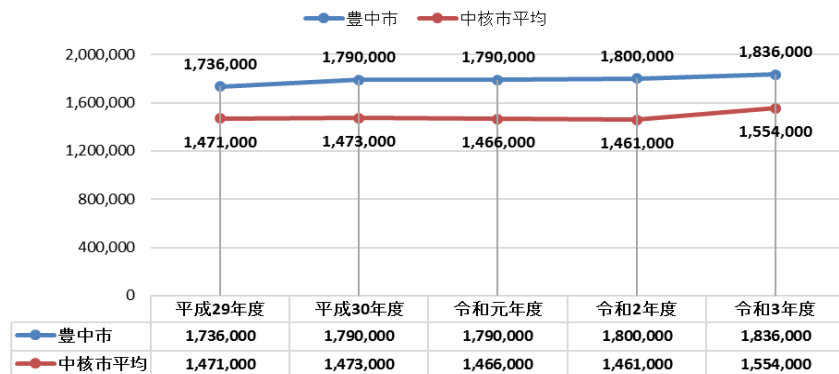 豊中市 中核市平均
2,000,000
1,600,000
1,200,000
800,000
400,000
0
1,736,000 1,790,000 1,790,000 1,800,000 1,836,000
1,471,000 1,473,000 1,466,000 1,461,000 1,554,000
平成29年度 平成30年度 令和元年度 令和2年度 令和3年度
豊中市 1,736,000 1,790,000 1,790,000 1,800,000 1,836,000
中核市平均 1,471,000 1,473,000 1,466,000 1,461,000 1,554,000